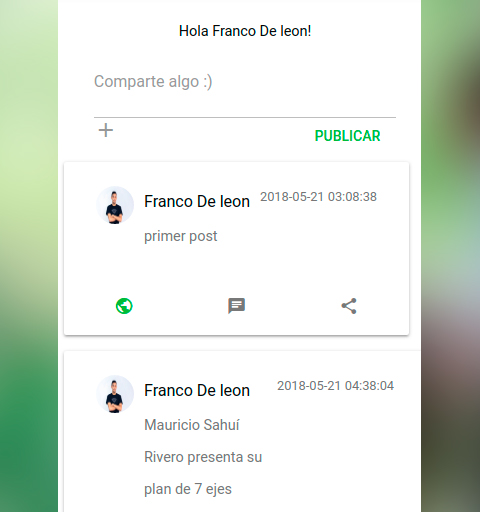 Hola Franco De leon!
Comparte algo :)
PUBLICAR
Franco De leon 2018-05-21 03:08:38
primer post
Franco De leon 2018-05-21 04:38:04
Mauricio Sahuí
Rivero presenta su
plan de 7 ejes